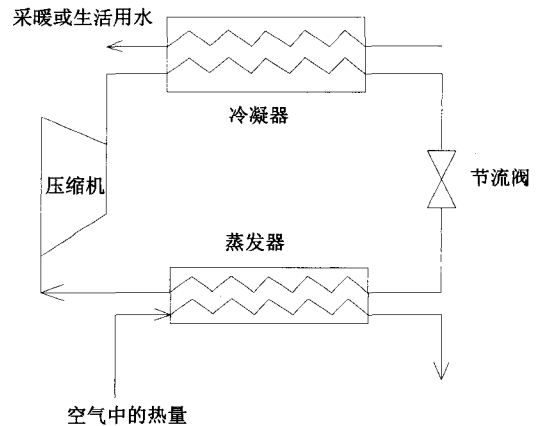 采暖或生活用水
冷凝器
压缩机
节流阀
蒸发器
空气中的热量